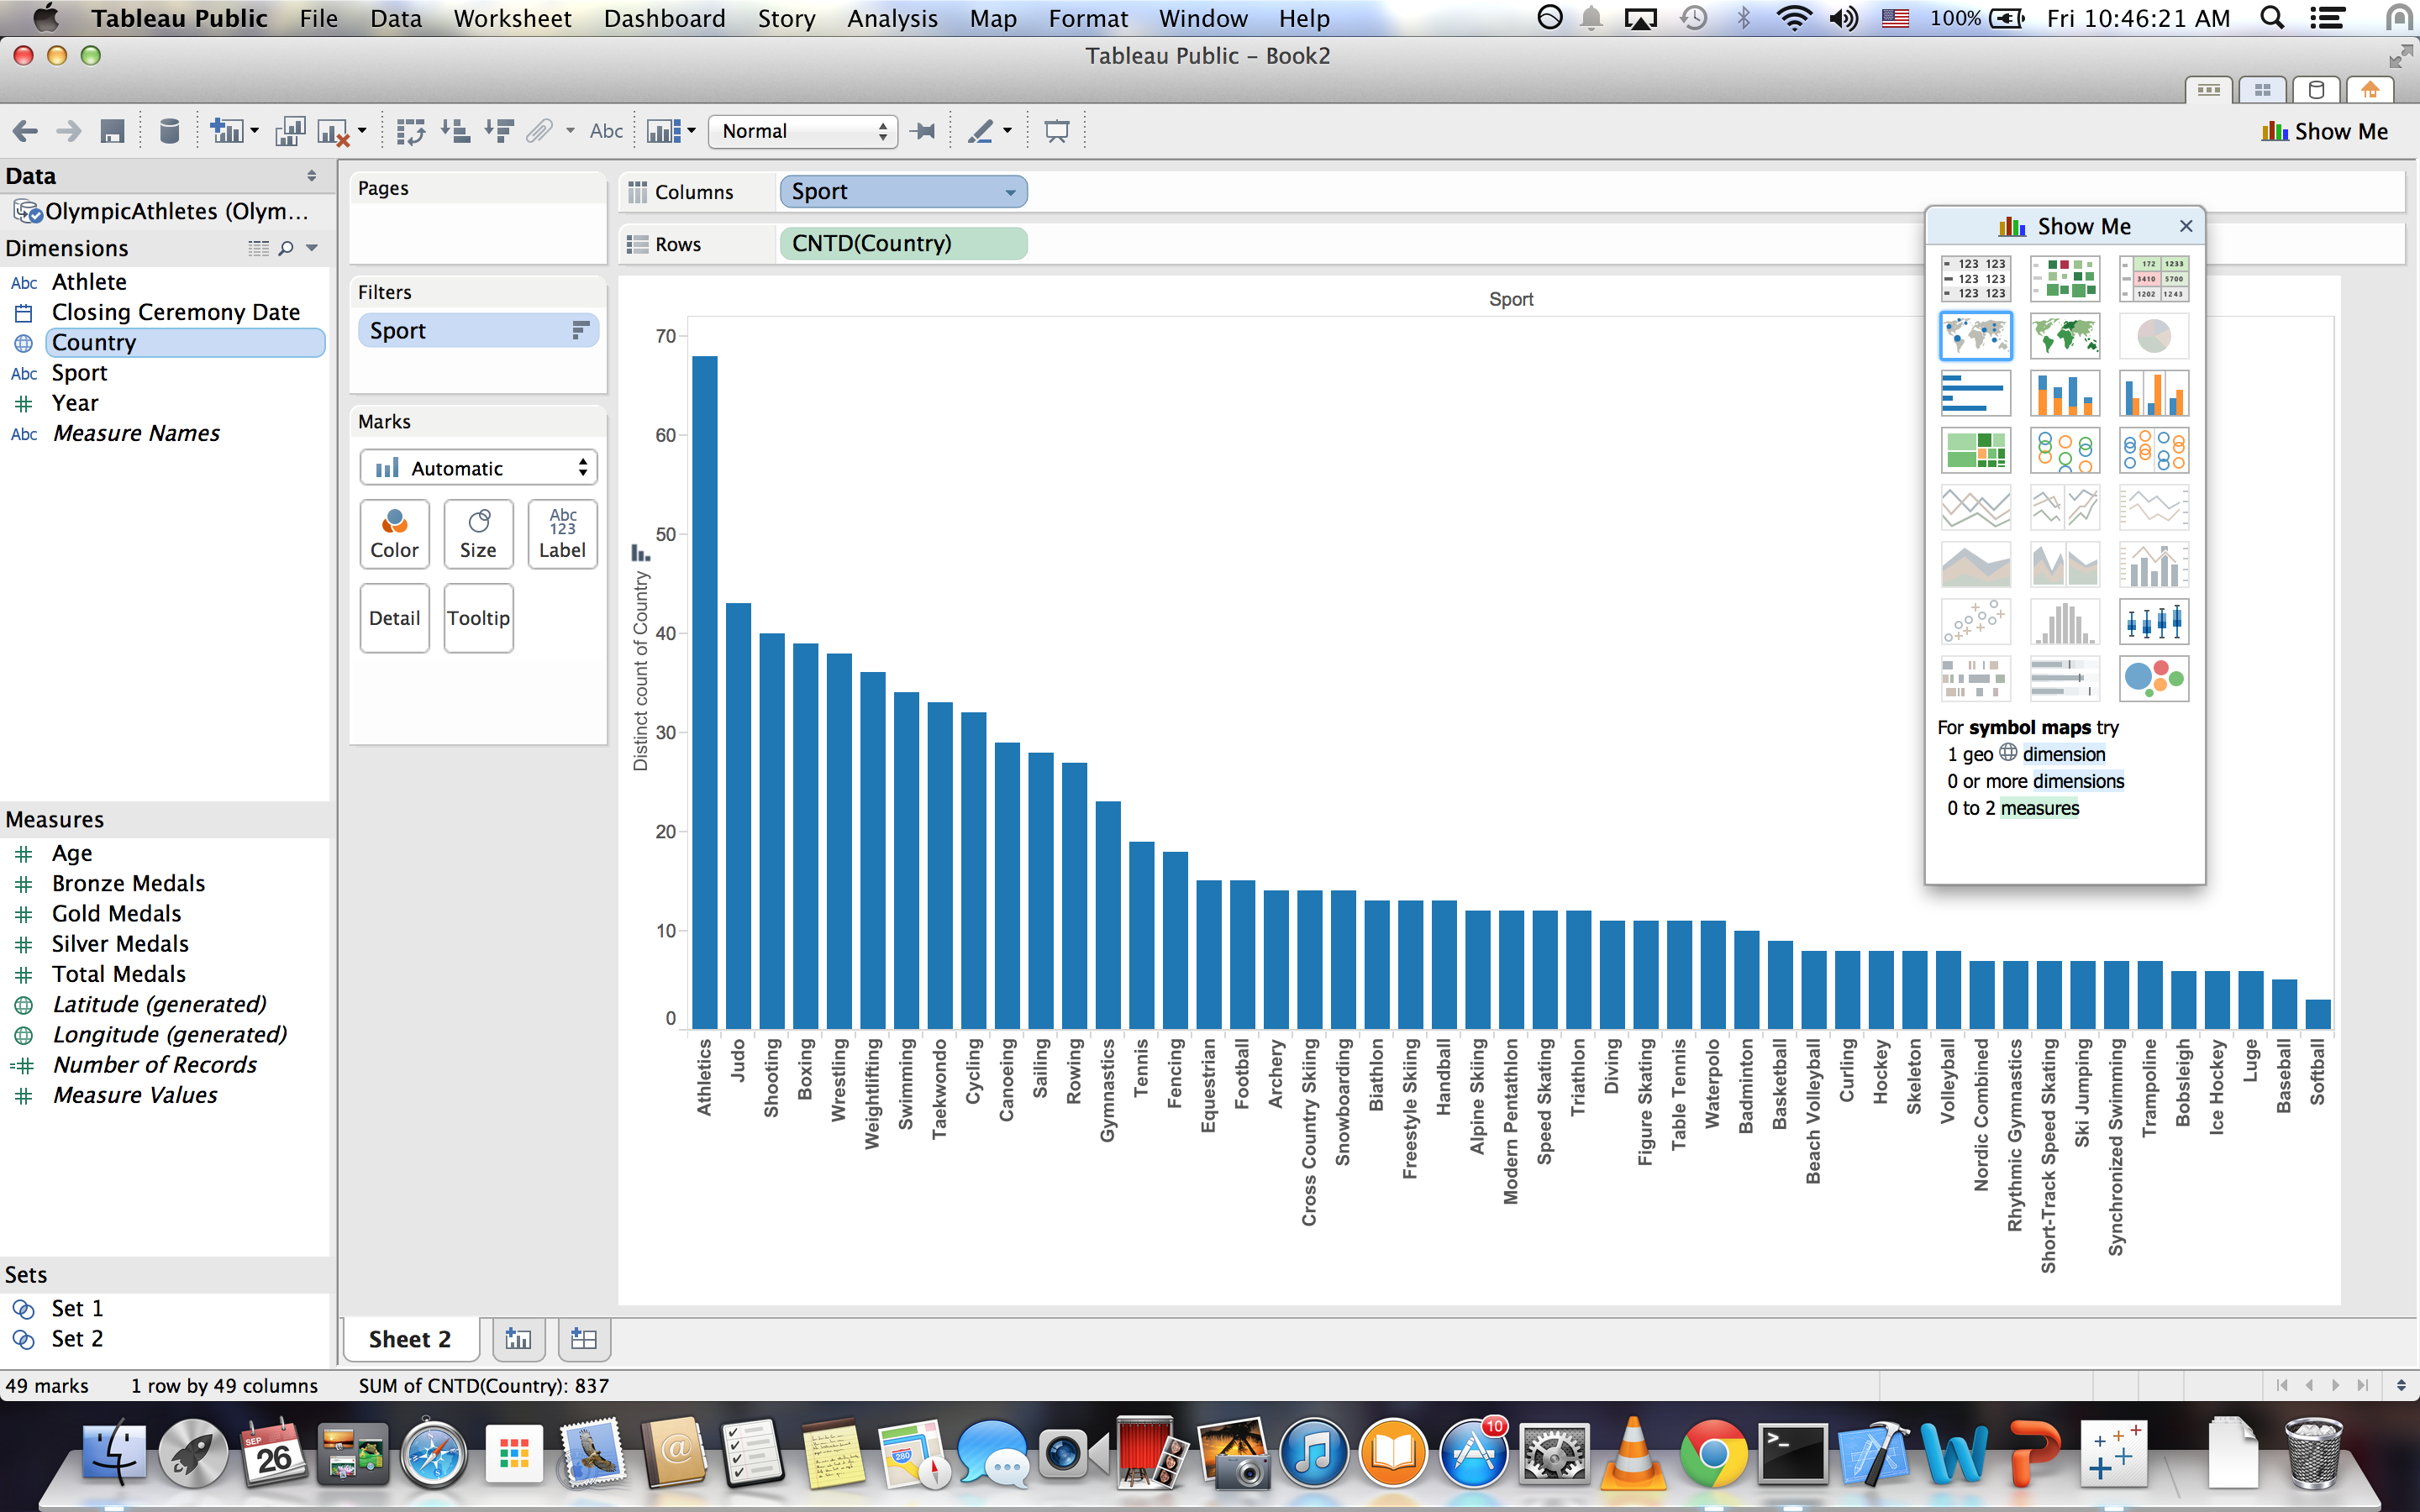 Tableau Public File Data Worksheet Dashboard Story Analysis Map Format Window Help 100% Fri 10:46:21 AM
Tableau Public – Book2
Abc Normal Show Me
Data
OlympicAthletes (Olym...
Dimensions
Abc Athlete
Closing Ceremony Date
Country
Abc Sport
Year
Abc Measure Names
Measures
Age
Bronze Medals
Gold Medals
Silver Medals
Total Medals
Latitude (generated)
Longitude (generated)
Number of Records
Measure Values
Sets
Set 1
Set 2
Pages
Filters
Sport
Marks
Automatic
Color
Size
Abc
123
Label
Detail
Tooltip
Columns Sport
Rows CNTD(Country)
Sport
Distinct count of Country
70
60
50
40
30
20
10
0
Athletics
Judo
Shooting
Boxing
Wrestling
Weightlifting
Swimming
Taekwondo
Cycling
Canoeing
Sailing
Rowing
Gymnastics
Tennis
Fencing
Equestrian
Football
Archery
Cross Country Skiing
Snowboarding
Biathlon
Freestyle Skiing
Handball
Alpine Skiing
Modern Pentathlon
Speed Skating
Triathlon
Diving
Figure Skating
Table Tennis
Waterpolo
Badminton
Basketball
Beach Volleyball
Curling
Hockey
Skeleton
Volleyball
Nordic Combined
Rhythmic Gymnastics
Short-Track Speed Skating
Ski Jumping
Synchronized Swimming
Trampoline
Bobsleigh
Ice Hockey
Luge
Baseball
Softball
Show Me
123 123
123 123
123 123
172 1233
3410 5700
1202 1243
For symbol maps try
1 geo dimension
0 or more dimensions
0 to 2 measures
Sheet 2
49 marks 1 row by 49 columns SUM of CNTD(Country): 837
SEP
26
@
280
10